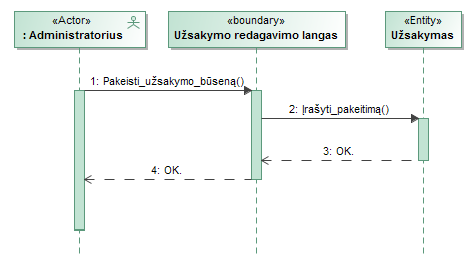 «Actor»
: Administratorius
«boundary»
Užsakymo redagavimo langas
«Entity»
Užsakymas
1: Pakeisti_užsakymo_būseną()
2: Įrašyti_pakeitimą()
3: OK.
4: OK.